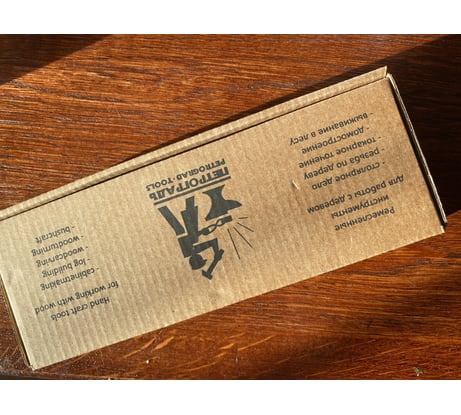 Ремесленные
инструменты
для работы с деревом
- столярное дело
- резьба по дереву
- токарное точение
- домостроение
- выживание в лесу
ПЕТРОГРАДЪ
PETROGRAD·TOOLS
Hand craft tools
for working with wood
- cabinetmaking
- log building
- woodcarving
- woodturning
- bushcraft